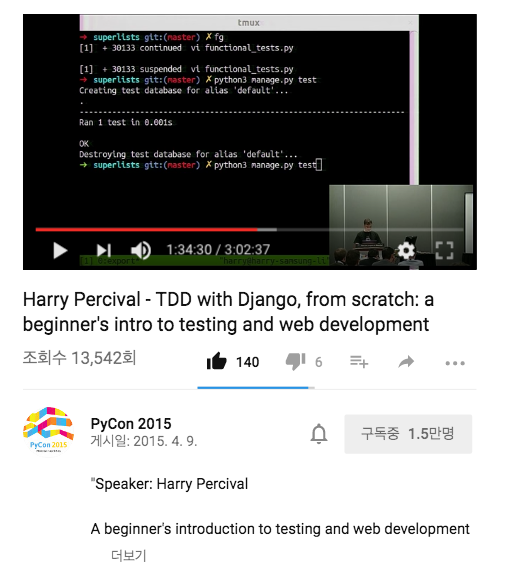 tmux
→ superlists git:(master) ✗ fg
[1]  + 30133 continued  vi functional_tests.py
[1]  + 30133 suspended  vi functional_tests.py
→ superlists git:(master) ✗ python3 manage.py test
Creating test database for alias 'default'...
.
----------------------------------------------------------------------
Ran 1 test in 0.001s
OK
Destroying test database for alias 'default'...
→ superlists git:(master) ✗ python3 manage.py test
1:34:30 / 3:02:37
Harry Percival - TDD with Django, from scratch: a
beginner's intro to testing and web development
조회수 13,542회
140
6
PyCon 2015
PyCon 2015
게시일: 2015. 4. 9.
구독중 1.5만명
"Speaker: Harry Percival
A beginner's introduction to testing and web development
더보기